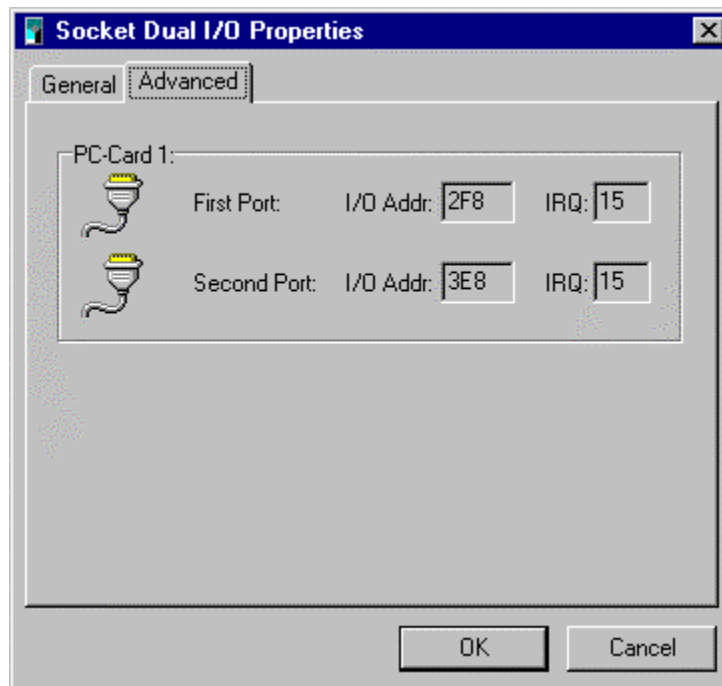 Socket Dual I/O Properties
General Advanced
PC-Card 1:
First Port: I/O Addr: 2F8 IRQ: 15
Second Port: I/O Addr: 3E8 IRQ: 15
OK Cancel